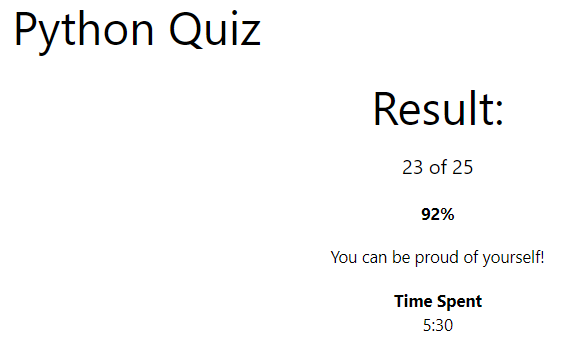 Python Quiz
Result:
23 of 25
92%
You can be proud of yourself!
Time Spent
5:30